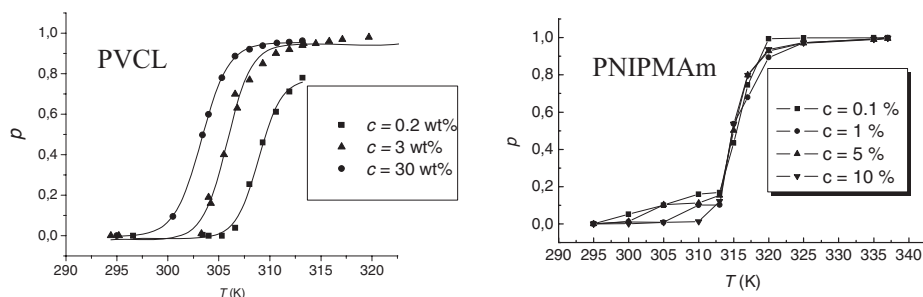 PVCL
p
1,0
0,8
0,6
0,4
0,2
0,0
290 295 300 305 310 315 320
T (K)
c = 0.2 wt%
c = 3 wt%
c = 30 wt%
PNIPMAm
p
1,0
0,8
0,6
0,4
0,2
0,0
290 295 300 305 310 315 320 325 330 335 340
T (K)
c = 0.1 %
c = 1 %
c = 5 %
c = 10 %